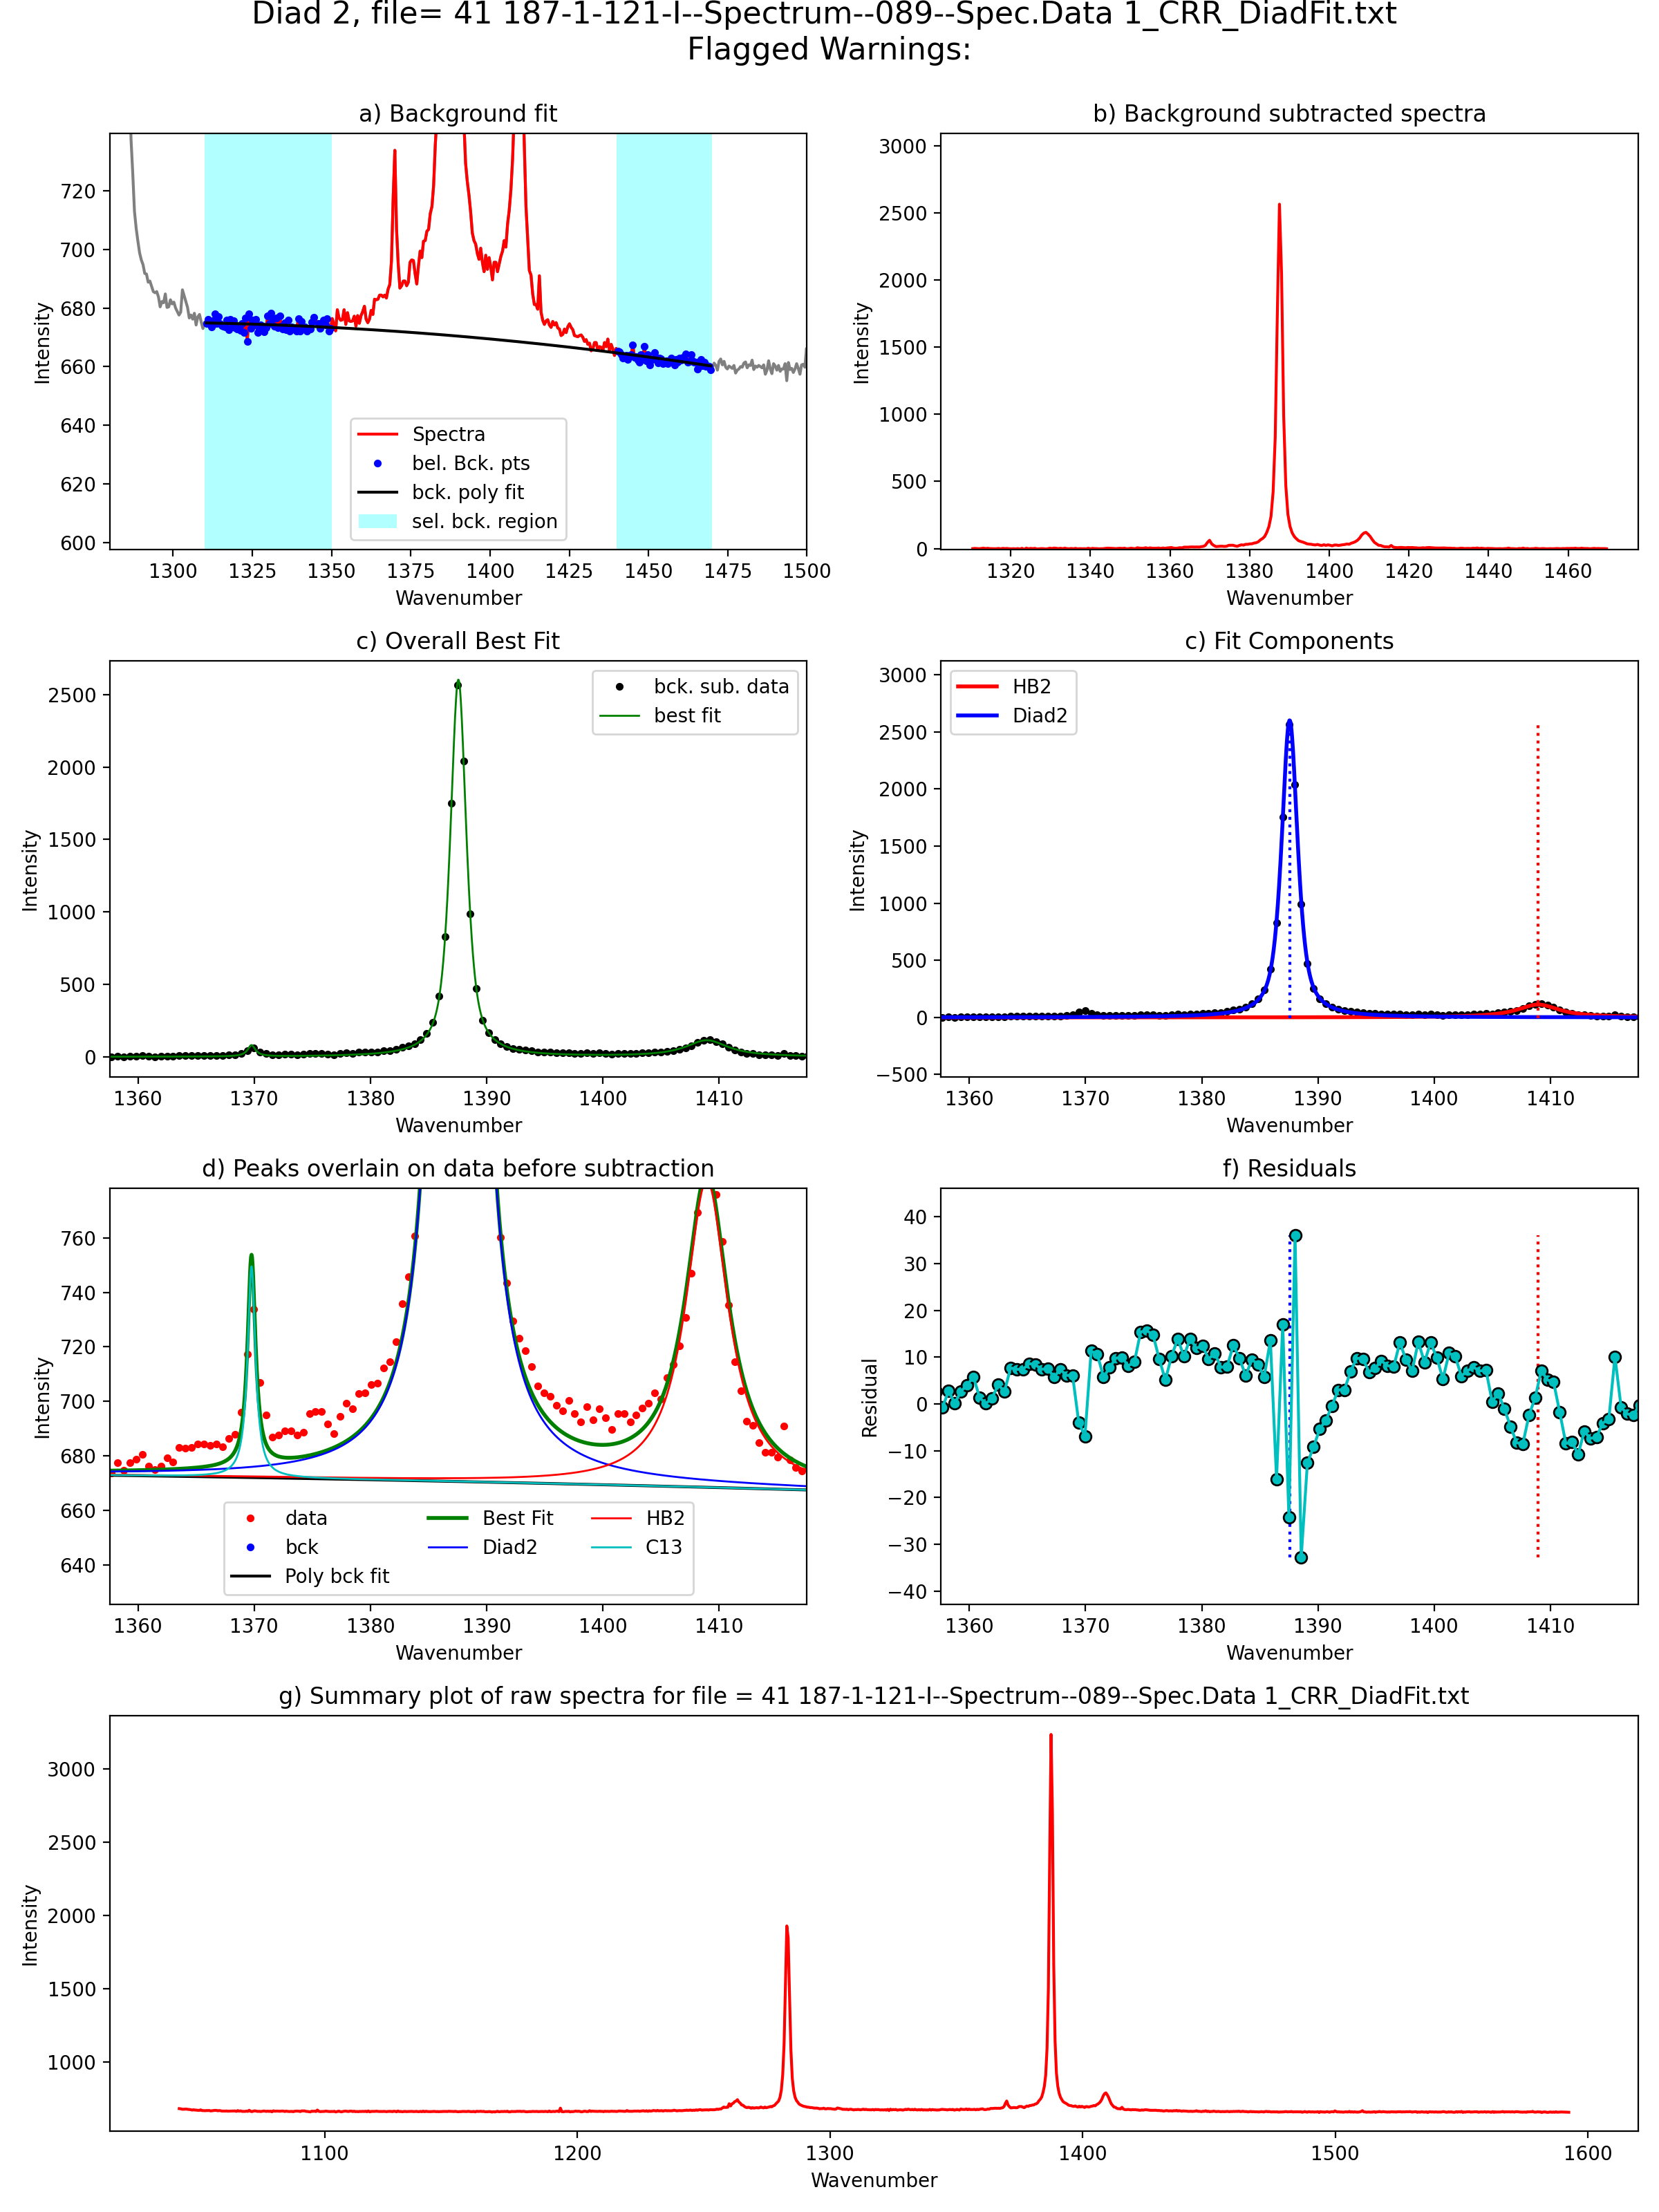 Diad 2, file= 41 187-1-121-I--Spectrum--089--Spec.Data 1_CRR_DiadFit.txt
Flagged Warnings:
a) Background fit
720
700
680
660
640
620
600
Intensity
Spectra
bel. Bck. pts
bck. poly fit
sel. bck. region
1300 1325 1350 1375 1400 1425 1450 1475 1500
Wavenumber
b) Background subtracted spectra
3000
2500
2000
1500
1000
500
0
Intensity
1320 1340 1360 1380 1400 1420 1440 1460
Wavenumber
c) Overall Best Fit
2500
2000
1500
1000
500
0
Intensity
bck. sub. data
best fit
1360 1370 1380 1390 1400 1410
Wavenumber
c) Fit Components
3000
2500
2000
1500
1000
500
0
−500
Intensity
HB2
Diad2
1360 1370 1380 1390 1400 1410
Wavenumber
d) Peaks overlain on data before subtraction
760
740
720
700
680
660
640
Intensity
data
bck
Poly bck fit
Best Fit
Diad2
HB2
C13
1360 1370 1380 1390 1400 1410
Wavenumber
f) Residuals
40
30
20
10
0
−10
−20
−30
−40
Residual
1360 1370 1380 1390 1400 1410
Wavenumber
g) Summary plot of raw spectra for file = 41 187-1-121-I--Spectrum--089--Spec.Data 1_CRR_DiadFit.txt
3000
2500
2000
1500
1000
Intensity
1100 1200 1300 1400 1500 1600
Wavenumber